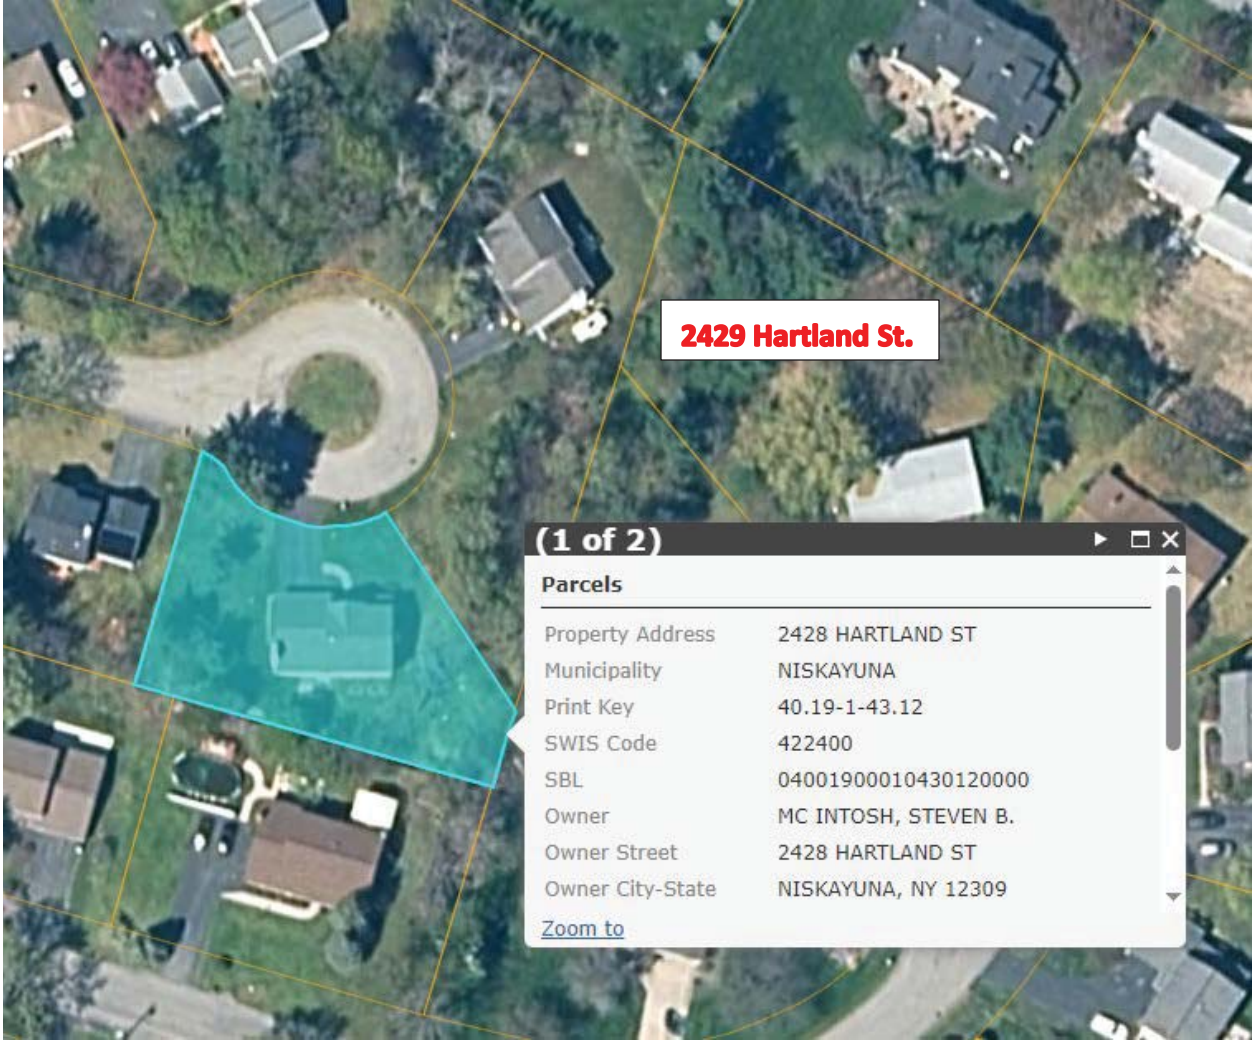 2429 Hartland St.
(1 of 2)
Parcels
Property Address 2428 HARTLAND ST
Municipality NISKAYUNA
Print Key 40.19-1-43.12
SWIS Code 422400
SBL 04001900010430120000
Owner MC INTOSH, STEVEN B.
Owner Street 2428 HARTLAND ST
Owner City-State NISKAYUNA, NY 12309
Zoom to